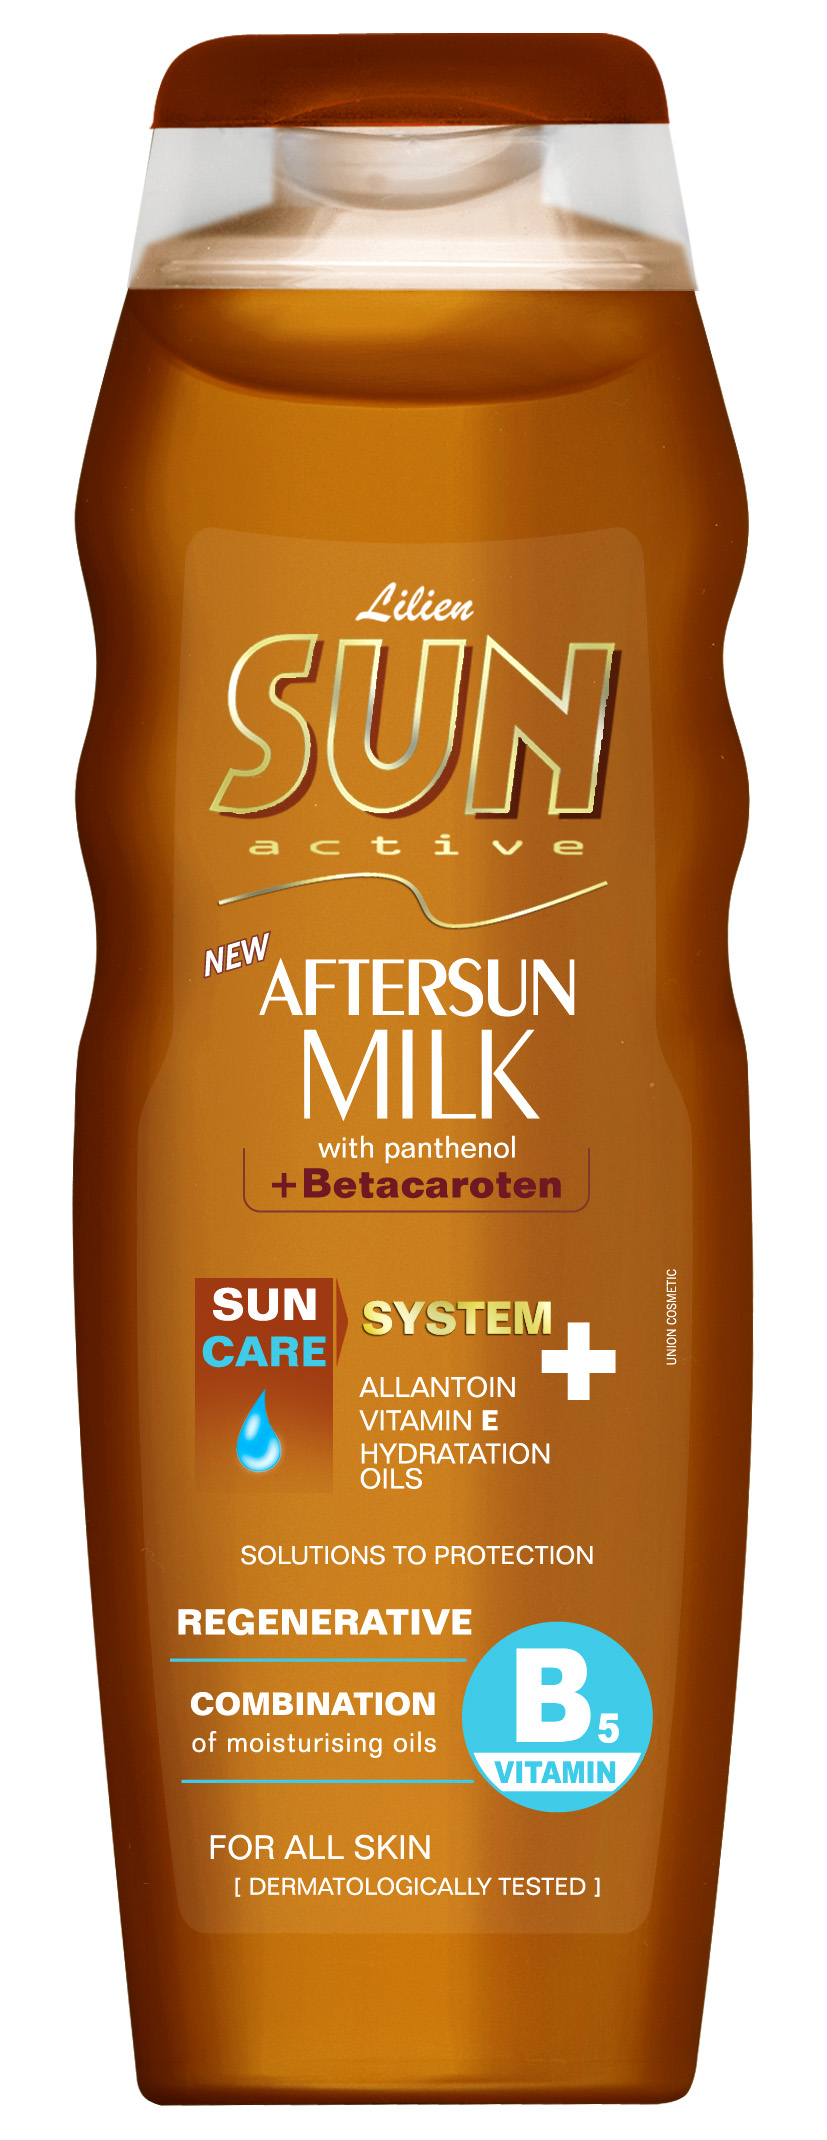 Lilien
SUN
active
NEW
AFTERSUN
MILK
with panthenol
+Betacaroten
SUN
CARE
SYSTEM
ALLANTOIN
VITAMIN E
HYDRATATION
OILS
UNION COSMETIC
SOLUTIONS TO PROTECTION
REGENERATIVE
COMBINATION
of moisturising oils
B5
VITAMIN
FOR ALL SKIN
[ DERMATOLOGICALLY TESTED ]